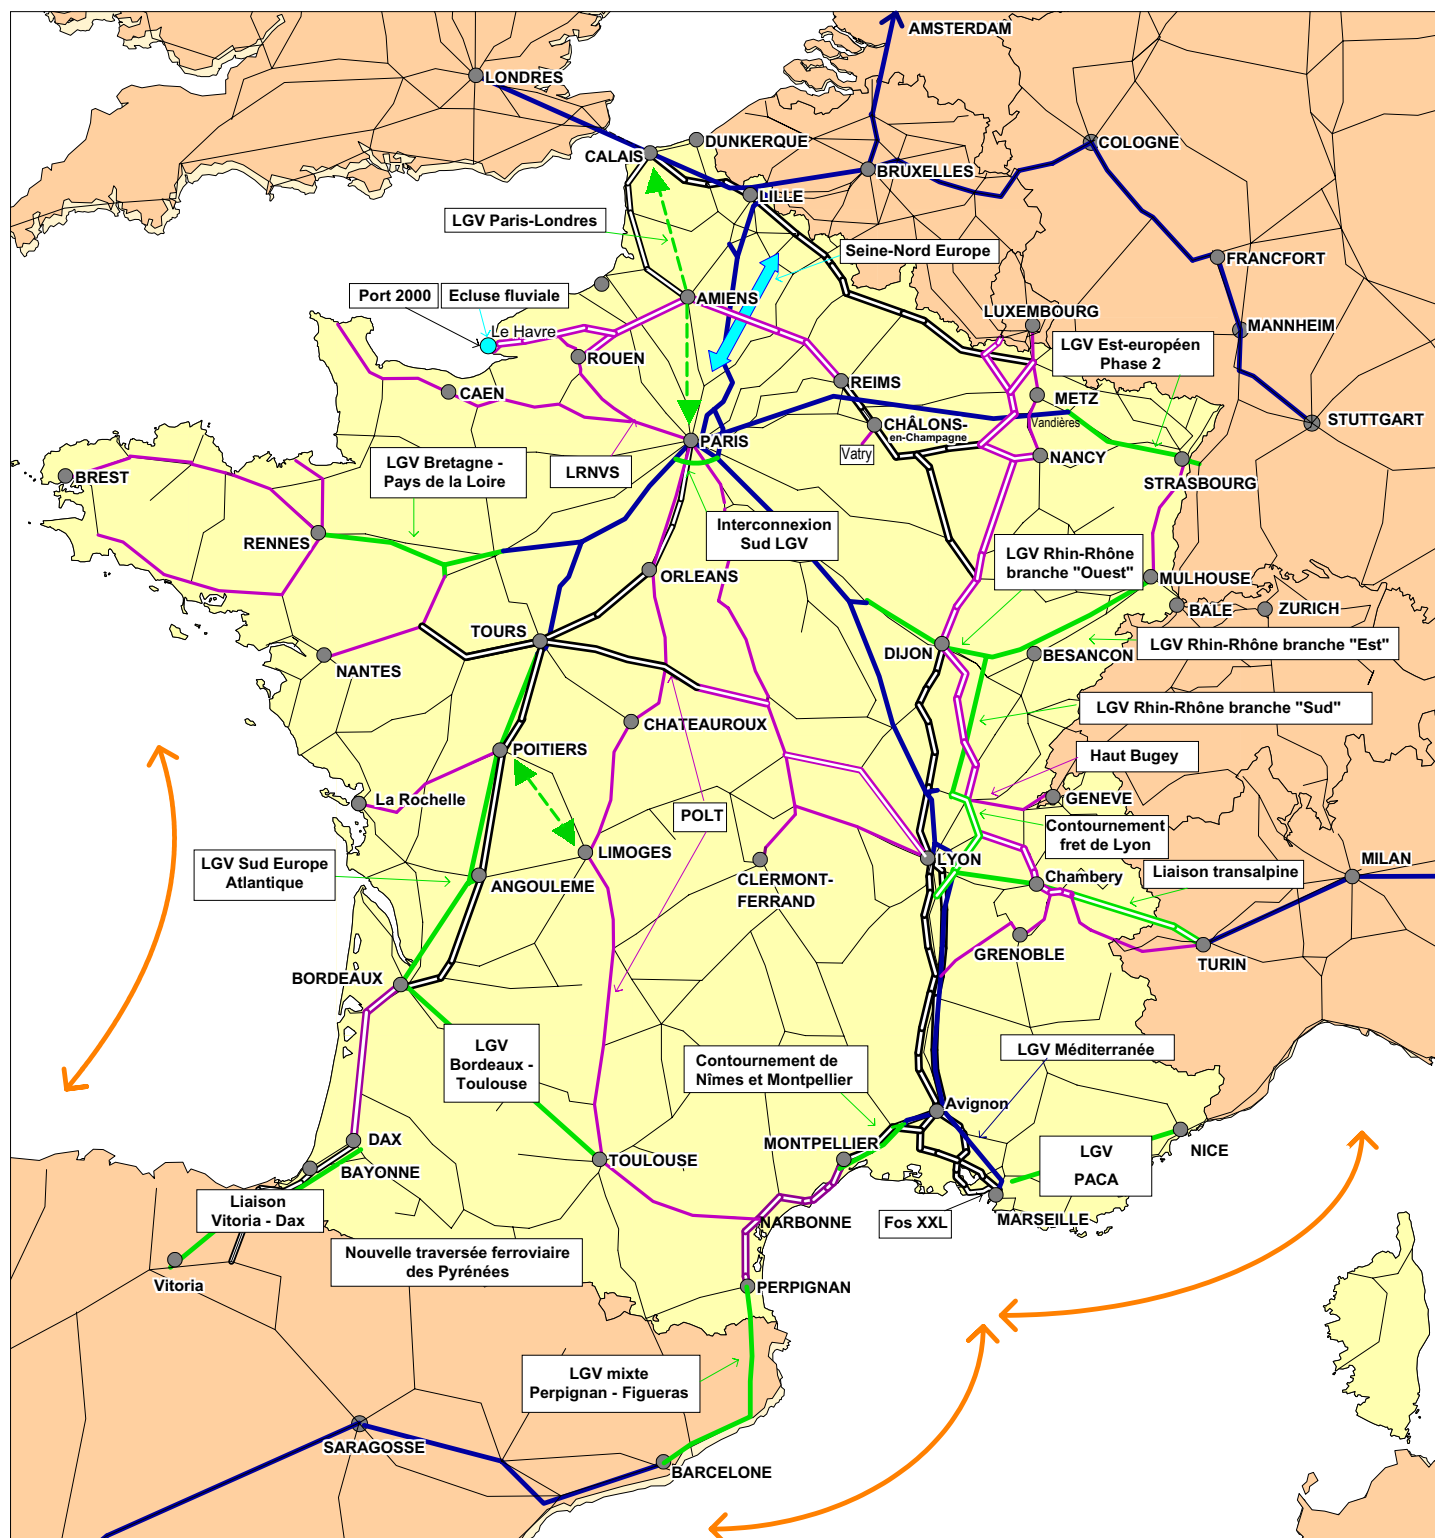 AMSTERDAM
LONDRES
DUNKERQUE
CALAIS
COLOGNE
BRUXELLES
LILLE
LGV Paris-Londres
Seine-Nord Europe
FRANCFORT
Port 2000
Ecluse fluviale
AMIENS
LUXEMBOURG
MANNHEIM
Le Havre
ROUEN
LGV Est-européen
Phase 2
REIMS
CAEN
METZ
STUTTGART
CHÂLONS-
en-Champagne
Vandières
PARIS
Vatry
NANCY
LGV Bretagne -
Pays de la Loire
LRNVS
BREST
STRASBOURG
Interconnexion
Sud LGV
RENNES
LGV Rhin-Rhône
branche "Ouest"
ORLEANS
MULHOUSE
BALE
ZURICH
TOURS
DIJON
BESANCON
LGV Rhin-Rhône branche "Est"
NANTES
LGV Rhin-Rhône branche "Sud"
CHATEAUROUX
POITIERS
Haut Bugey
La Rochelle
GENEVE
POLT
Contournement
fret de Lyon
LIMOGES
LYON
MILAN
LGV Sud Europe
Atlantique
ANGOULEME
CLERMONT-
FERRAND
Chambery
Liaison transalpine
GRENOBLE
TURIN
BORDEAUX
LGV
Bordeaux -
Toulouse
Contournement de
Nîmes et Montpellier
LGV Méditerranée
Avignon
DAX
MONTPELLIER
NICE
BAYONNE
TOULOUSE
LGV
PACA
Liaison
Vitoria - Dax
NARBONNE
Fos XXL
MARSEILLE
Nouvelle traversée ferroviaire
des Pyrénées
Vitoria
PERPIGNAN
LGV mixte
Perpignan - Figueras
SARAGOSSE
BARCELONE